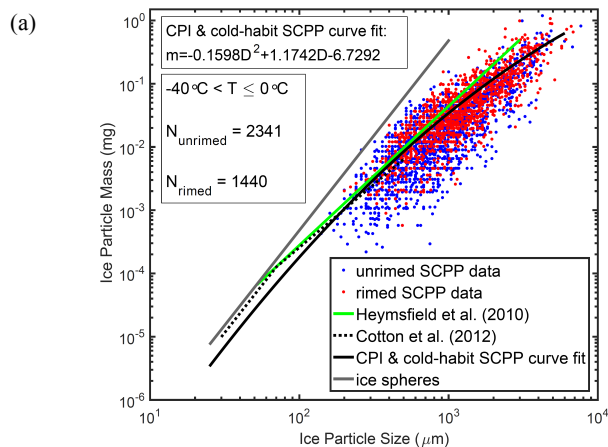 (a)
CPI & cold-habit SCPP curve fit:
m=-0.1598D²+1.1742D-6.7292
-40°C < T ≤ 0°C
N_unrimed = 2341
N_rimed = 1440
Ice Particle Mass (mg)
10⁰
10⁻¹
10⁻²
10⁻³
10⁻⁴
10⁻⁵
10⁻⁶
unrimed SCPP data
rimed SCPP data
Heymsfield et al. (2010)
Cotton et al. (2012)
CPI & cold-habit SCPP curve fit
ice spheres
10¹ 10² 10³ 10⁴
Ice Particle Size (μm)